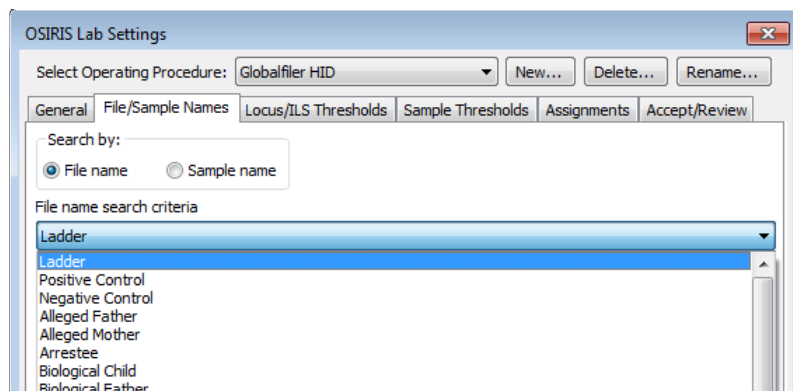 OSIRIS Lab Settings
Select Operating Procedure: Globalfiler HID New... Delete... Rename...
General File/Sample Names Locus/ILS Thresholds Sample Thresholds Assignments Accept/Review
Search by:
File name Sample name
File name search criteria
Ladder
Ladder
Positive Control
Negative Control
Alleged Father
Alleged Mother
Arrestee
Biological Child
Biological Father